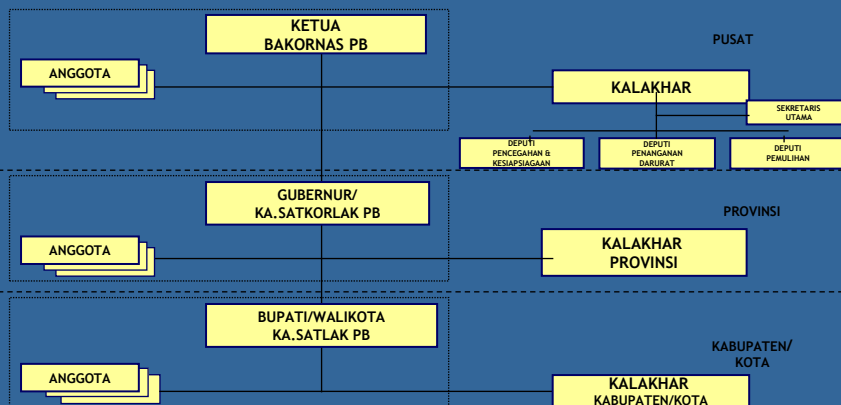 KETUA
BAKORNAS PB
PUSAT
ANGGOTA
KALAKHAR
SEKRETARIS
UTAMA
DEPUTI
PENCEGAHAN &
KESIAPSIAGAAN
DEPUTI
PENANGANAN
DARURAT
DEPUTI
PEMULIHAN
GUBERNUR/
KA.SATKORLAK PB
PROVINSI
ANGGOTA
KALAKHAR
PROVINSI
BUPATI/WALIKOTA
KA.SATLAK PB
KABUPATEN/
KOTA
ANGGOTA
KALAKHAR
KABUPATEN/KOTA